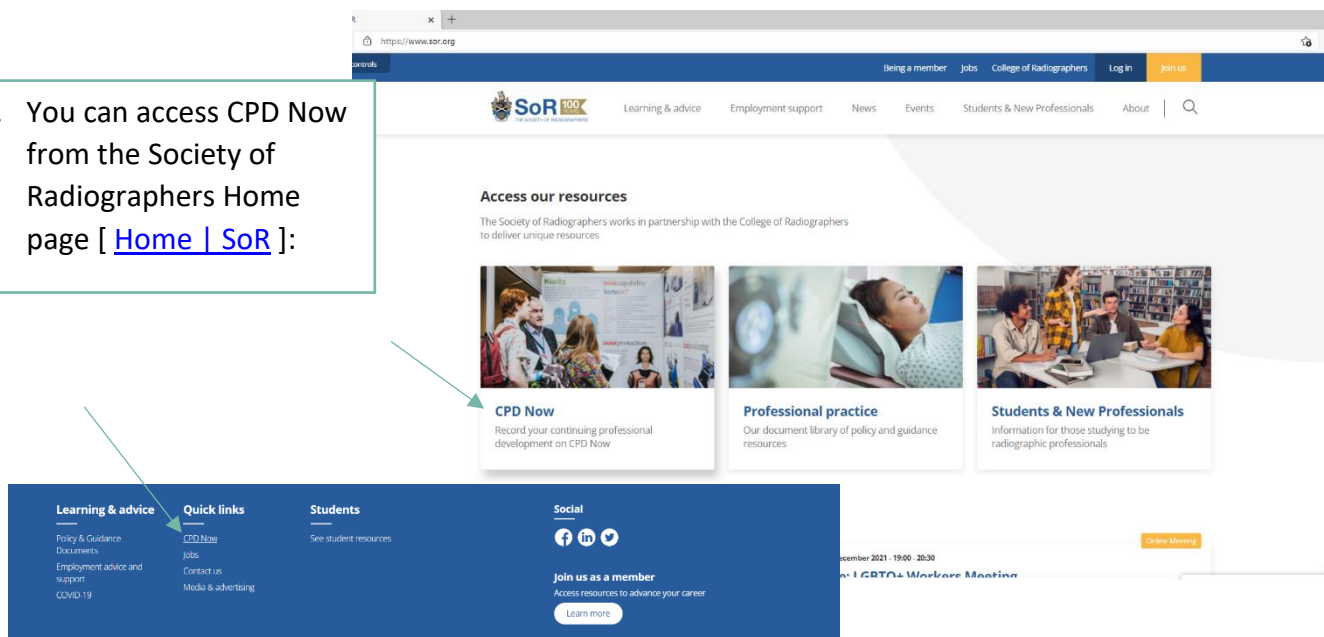 https://www.sor.org
controls
Being a member Jobs College of Radiographers Log in Join us
SoR 100 YEARS
THE SOCIETY OF RADIOGRAPHERS
Learning & advice Employment support News Events Students & New Professionals About
You can access CPD Now
from the Society of
Radiographers Home
page [ Home | SoR ]:
Access our resources
The Society of Radiographers works in partnership with the College of Radiographers
to deliver unique resources
CPD Now
Record your continuing professional
development on CPD Now
Professional practice
Our document library of policy and guidance
resources
Students & New Professionals
Information for those studying to be
radiographic professionals
Learning & advice
Policy & Guidance
Documents
Employment advice and
support
COVID-19
Quick links
CPD Now
Jobs
Contact us
Media & advertising
Students
See student resources
Social
Join us as a member
Access resources to advance your career
Learn more
Online Meeting
ecember 2021 - 19:00 - 20:30
e: LGBTQ+ Workers Meeting